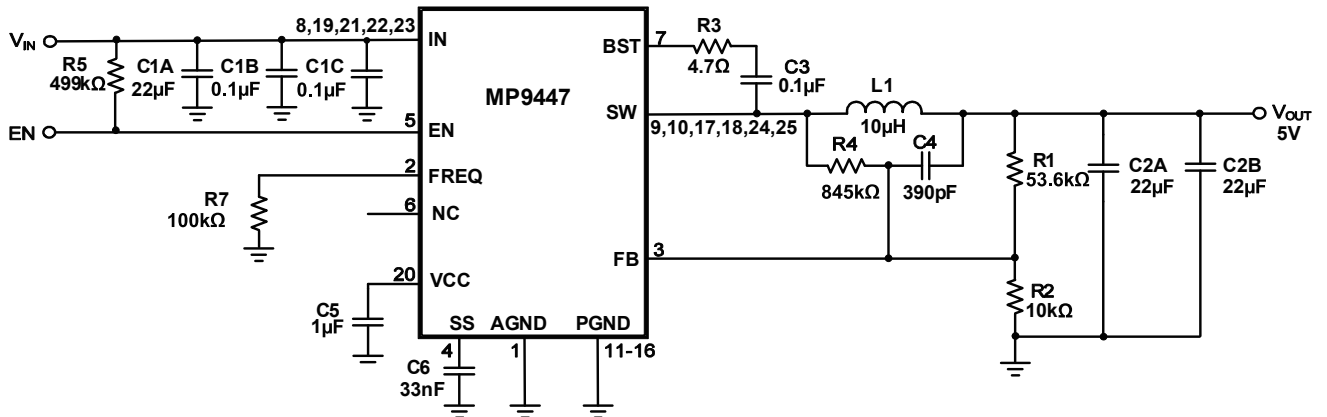 8,19,21,22,23
VIN
IN
R5
499kΩ
C1A
22µF
C1B
0.1µF
C1C
0.1µF
MP9447
BST
7
R3
4.7Ω
C3
0.1µF
SW
9,10,17,18,24,25
L1
10µH
VOUT
5V
EN
5
EN
R4
845kΩ
C4
390pF
R1
53.6kΩ
C2A
22µF
C2B
22µF
2
FREQ
R7
100kΩ
6
NC
FB
3
20
VCC
C5
1µF
R2
10kΩ
SS
AGND
PGND
4
1
11-16
C6
33nF